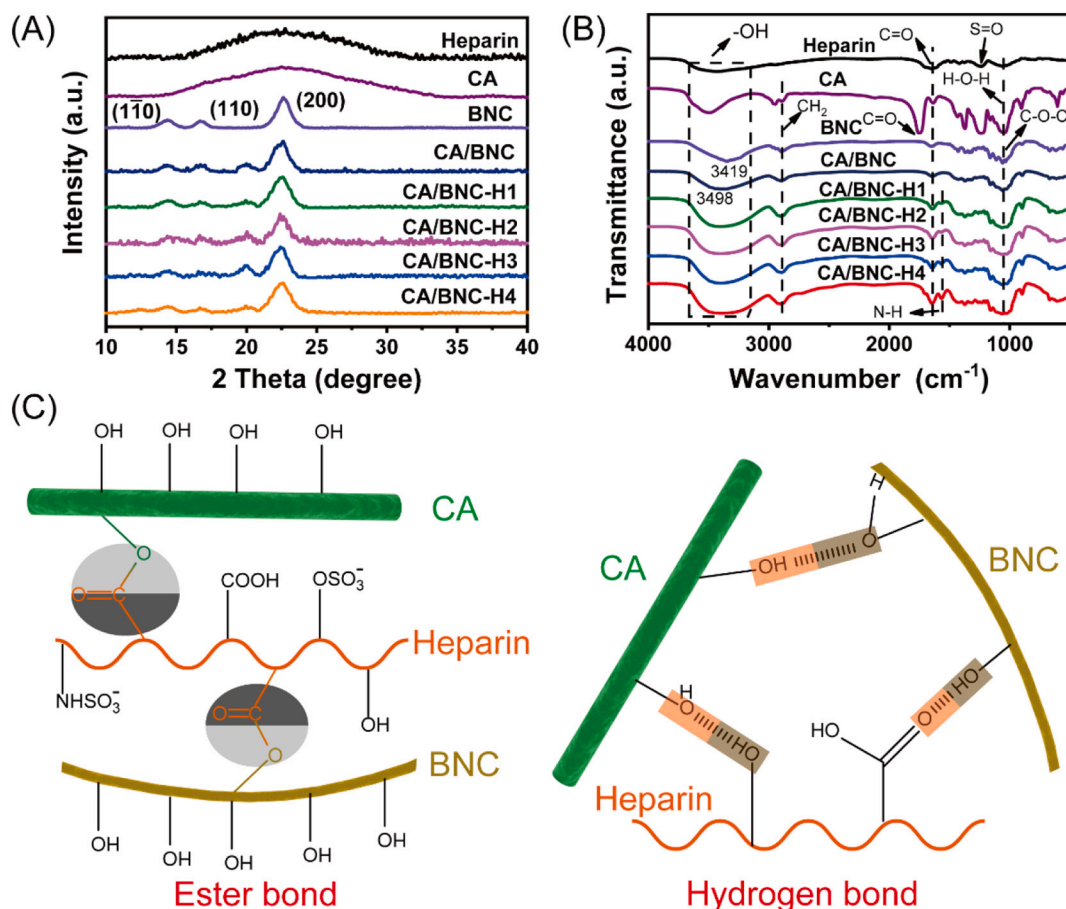 (A)
Intensity (a.u.)
Heparin
CA
(11̅0)
(110)
(200)
BNC
CA/BNC
CA/BNC-H1
CA/BNC-H2
CA/BNC-H3
CA/BNC-H4
10 15 20 25 30 35 40
2 Theta (degree)
(B)
Transmittance (a.u.)
-OH
C=O
S=O
Heparin
H-O-H
CA
CH2
C=O
C-O-C
BNC
3419
CA/BNC
3498
CA/BNC-H1
CA/BNC-H2
CA/BNC-H3
CA/BNC-H4
N-H
4000 3000 2000 1000
Wavenumber (cm-1)
(C)
OH OH OH OH
CA
O
O=C
COOH
OSO3-
Heparin
NHSO3-
O=C
OH
O
BNC
OH OH OH OH OH
Ester bond
H
O
OH
CA
BNC
H
O
HO
HO
O
HO
Heparin
Hydrogen bond